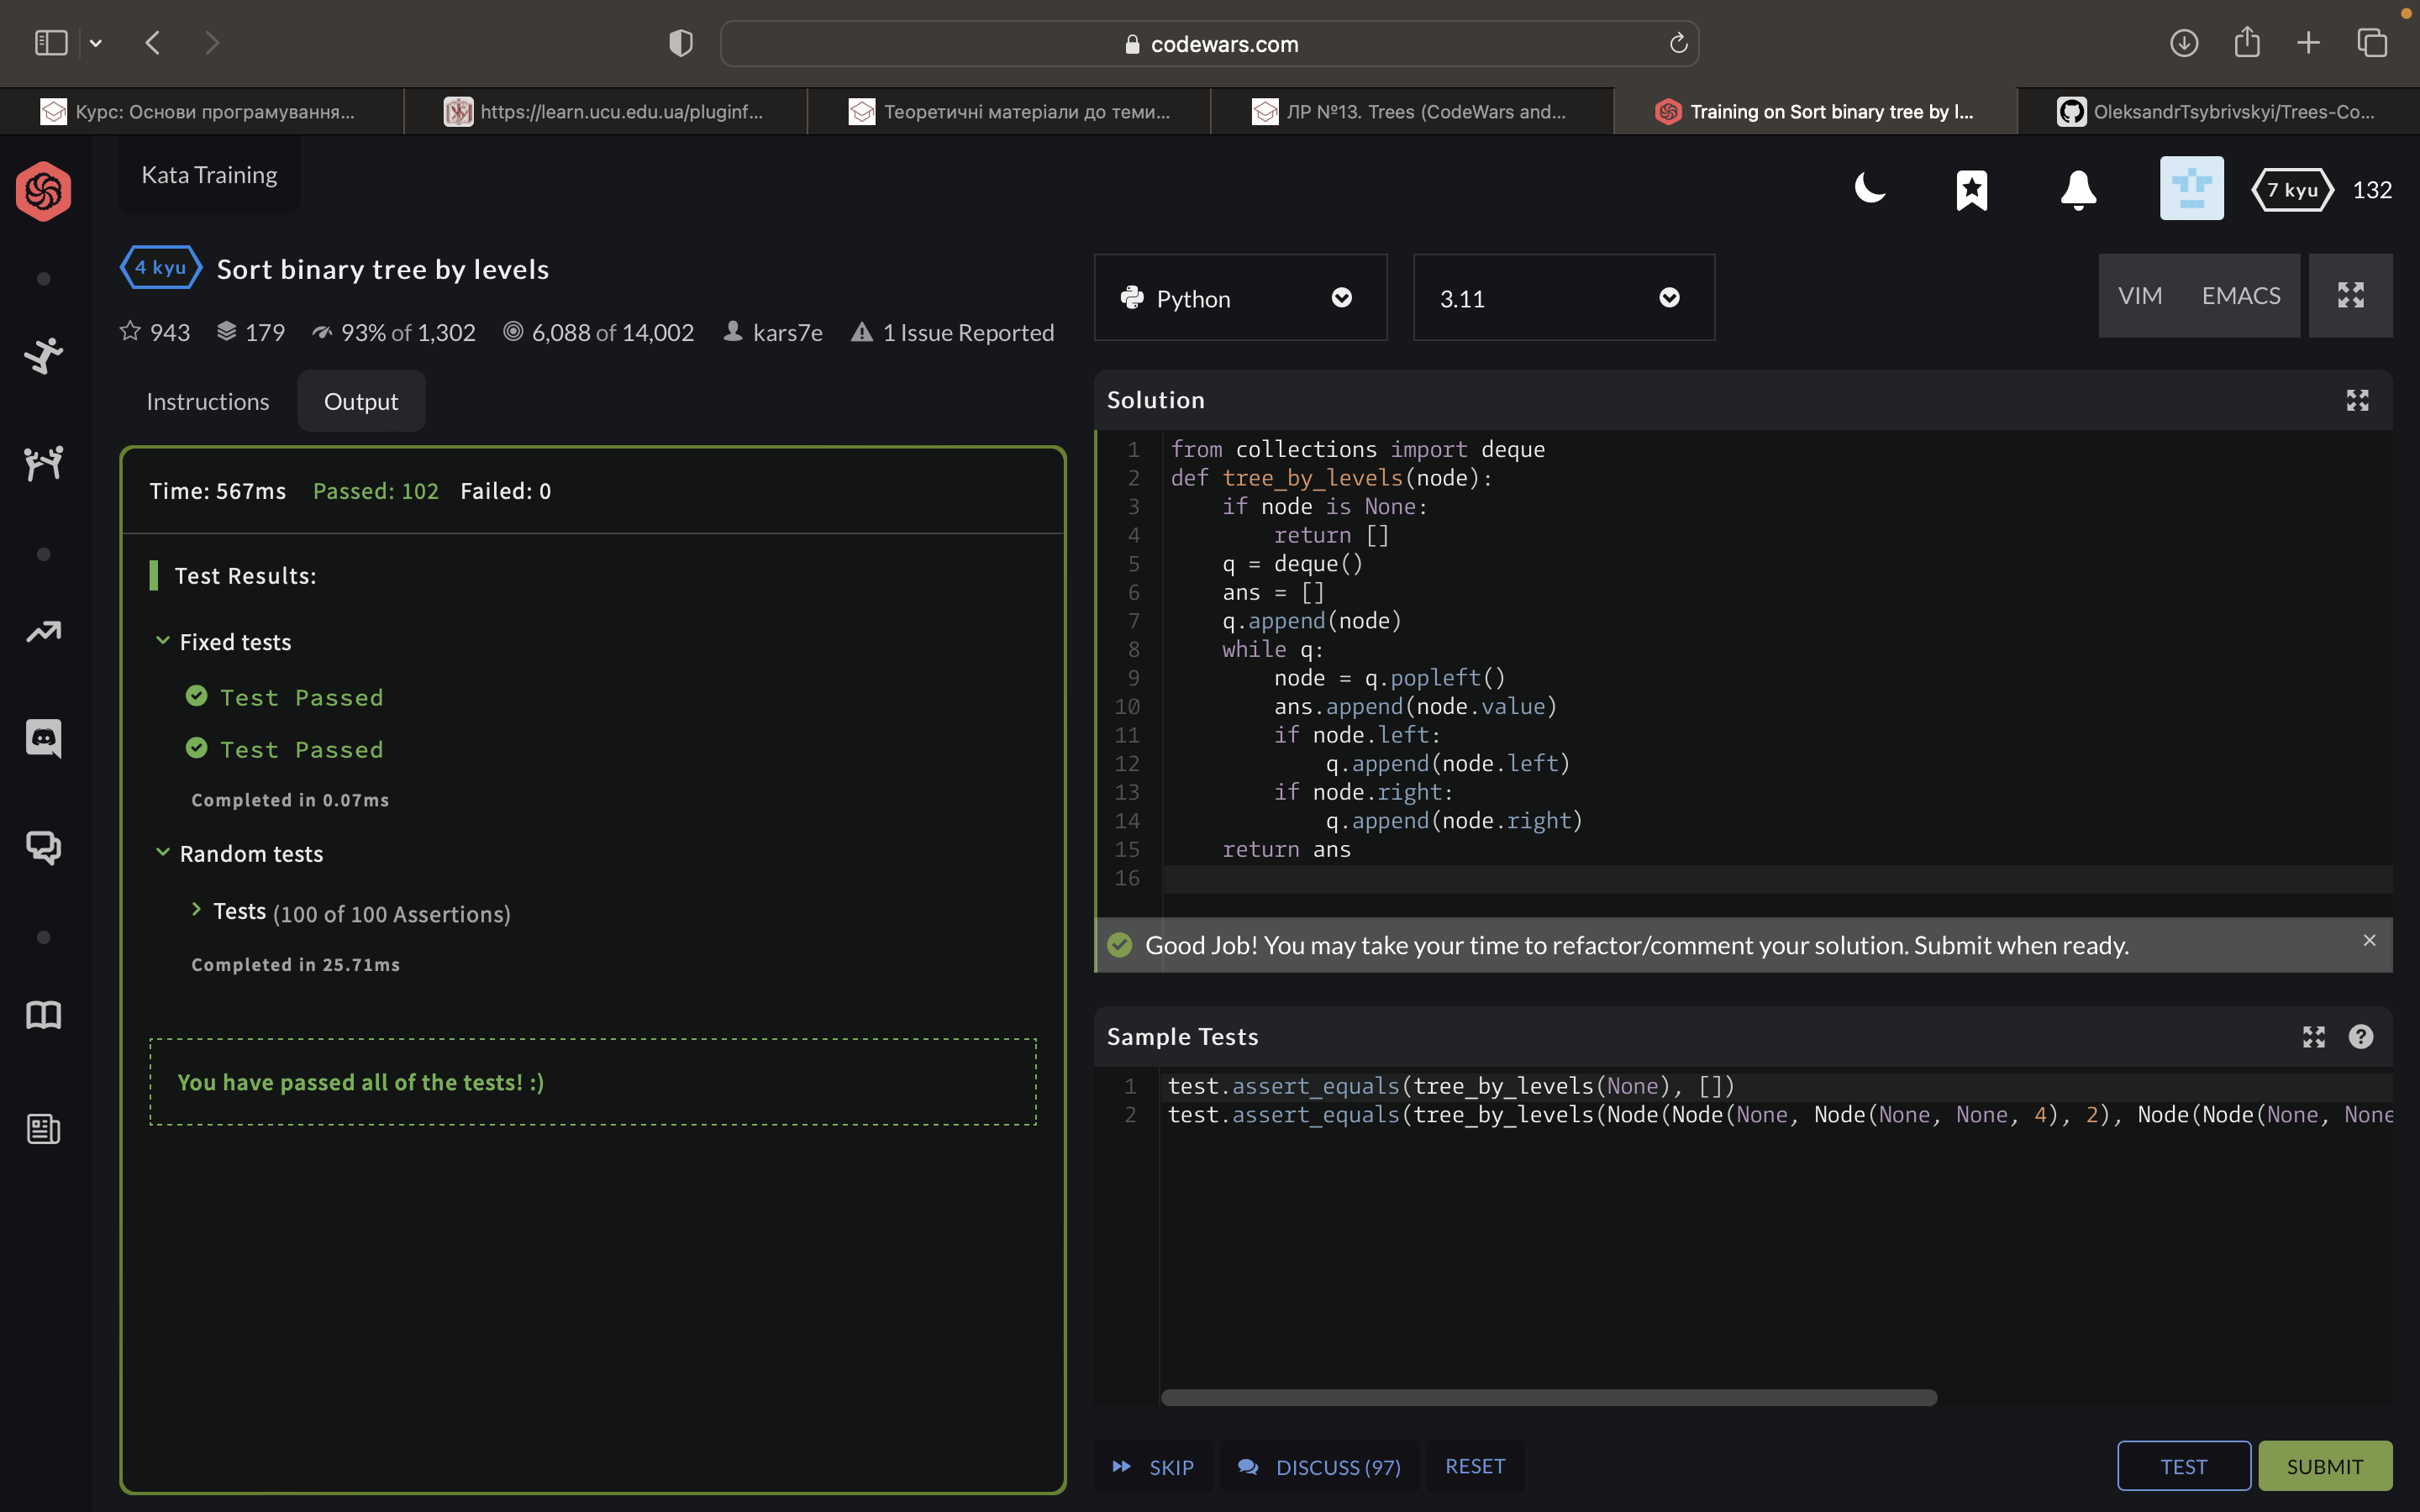 codewars.com
Курс: Основи програмування...
https://learn.ucu.edu.ua/pluginf...
Теоретичні матеріали до теми...
ЛР №13. Trees (CodeWars and...
Training on Sort binary tree by l...
OleksandrTsybrivskyi/Trees-Co...
Kata Training
7 kyu
132
4 kyu
Sort binary tree by levels
943 179 93% of 1,302 6,088 of 14,002 kars7e 1 Issue Reported
Python
3.11
VIM
EMACS
Instructions
Output
Time: 567ms Passed: 102 Failed: 0
Test Results:
Fixed tests
Test Passed
Test Passed
Completed in 0.07ms
Random tests
Tests (100 of 100 Assertions)
Completed in 25.71ms
You have passed all of the tests! :)
Solution
1 from collections import deque
2 def tree_by_levels(node):
3     if node is None:
4         return []
5     q = deque()
6     ans = []
7     q.append(node)
8     while q:
9         node = q.popleft()
10         ans.append(node.value)
11         if node.left:
12             q.append(node.left)
13         if node.right:
14             q.append(node.right)
15     return ans
16
Good Job! You may take your time to refactor/comment your solution. Submit when ready.
Sample Tests
1 test.assert_equals(tree_by_levels(None), [])
2 test.assert_equals(tree_by_levels(Node(Node(None, Node(None, None, 4), 2), Node(Node(None, None
SKIP
DISCUSS (97)
RESET
TEST
SUBMIT